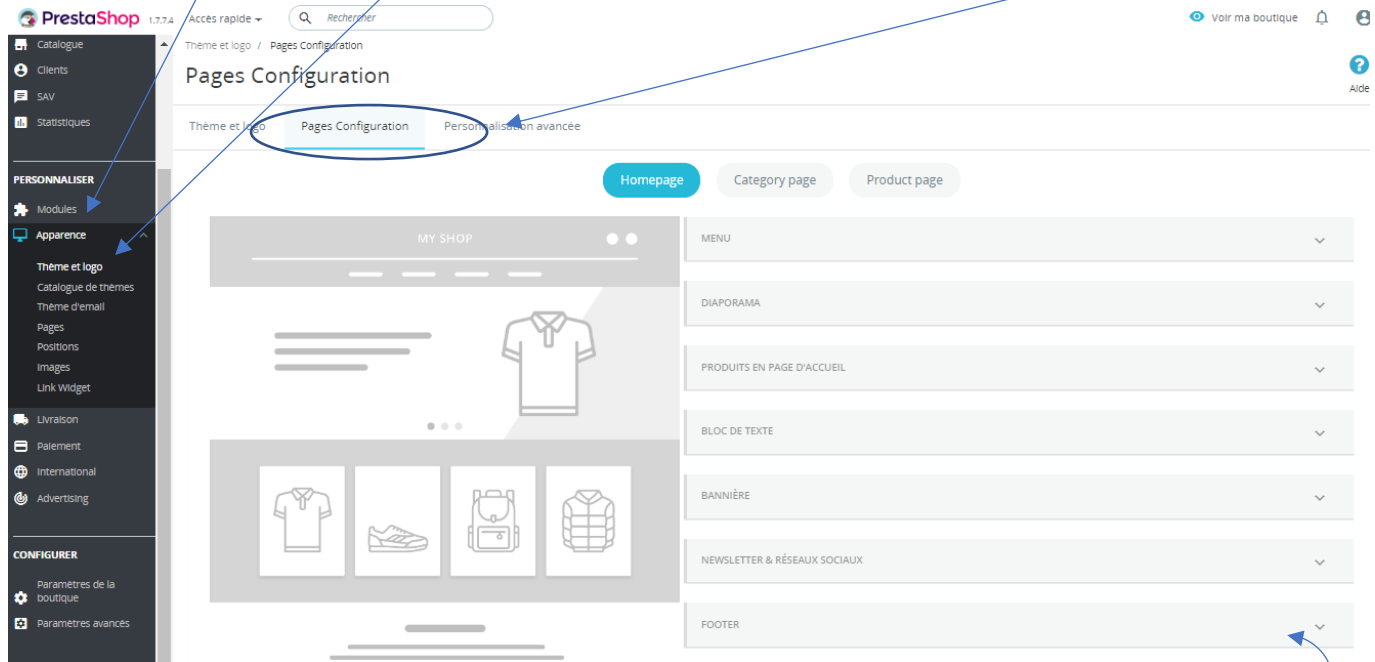 PrestaShop 1.7.7.4 Accès rapide Rechercher Voir ma boutique
Catalogue
Clients
SAV
Statistiques
PERSONNALISER
Modules
Apparence
Thème et logo
Catalogue de thèmes
Thème d'email
Pages
Positions
Images
Link Widget
Livraison
Paiement
International
Advertising
CONFIGURER
Paramètres de la
boutique
Paramètres avancés
Thème et logo / Pages Configuration
Pages Configuration
Aide
Thème et logo Pages Configuration Personnalisation avancée
Homepage Category page Product page
MY SHOP
MENU
DIAPORAMA
PRODUITS EN PAGE D'ACCUEIL
BLOC DE TEXTE
BANNIÈRE
NEWSLETTER & RÉSEAUX SOCIAUX
FOOTER